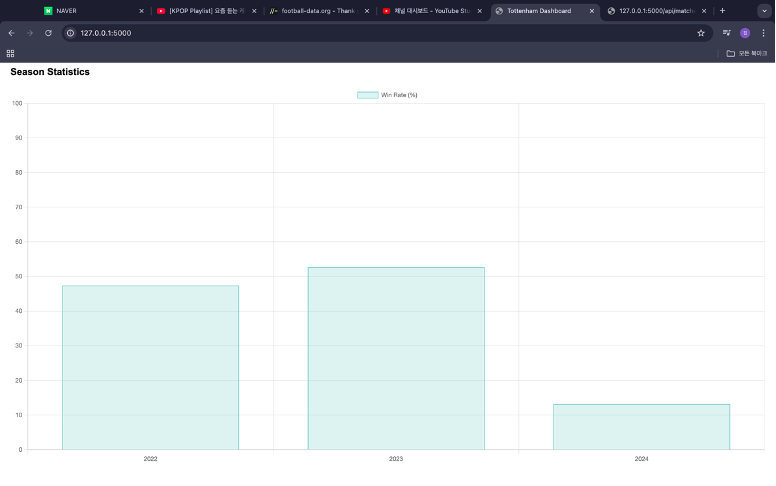 NAVER
[KPOP Playlist] 요즘 듣는 
football-data.org - Thank
채널 대시보드 - YouTube Stu
Tottenham Dashboard
127.0.0.1:5000/api/match
127.0.0.1:5000
모든 북마크
Season Statistics
Win Rate (%)
100
90
80
70
60
50
40
30
20
10
0
2022
2023
2024